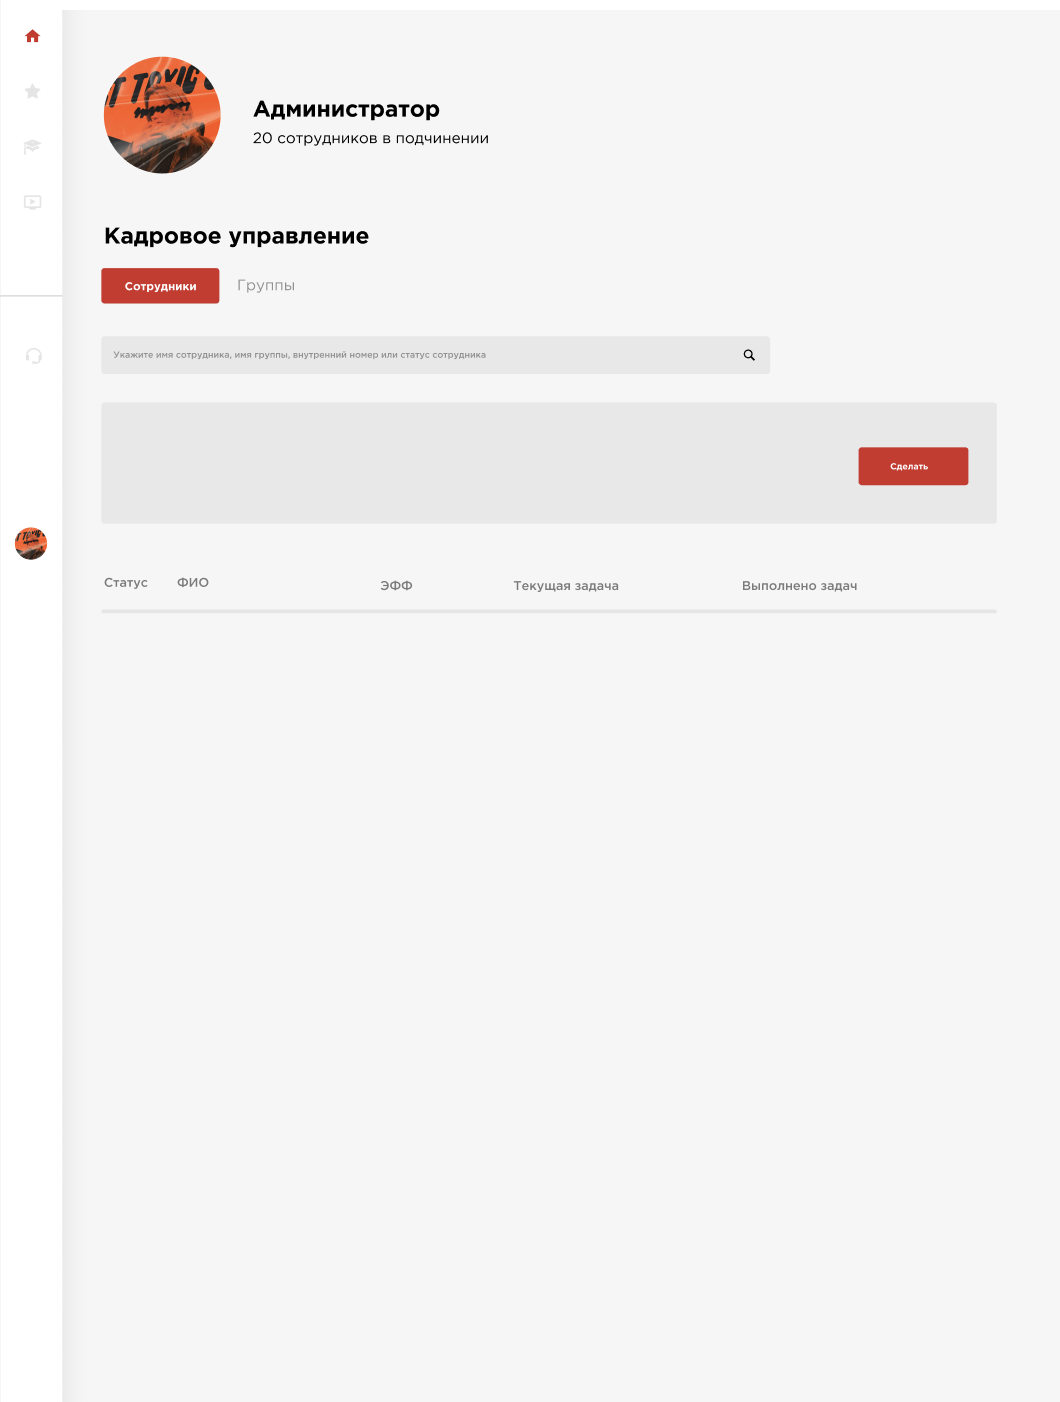 Администратор
20 сотрудников в подчинении
Кадровое управление
Сотрудники Группы
Укажите имя сотрудника, имя группы, внутренний номер или статус сотрудника
Сделать
Статус ФИО ЭФФ Текущая задача Выполнено задач